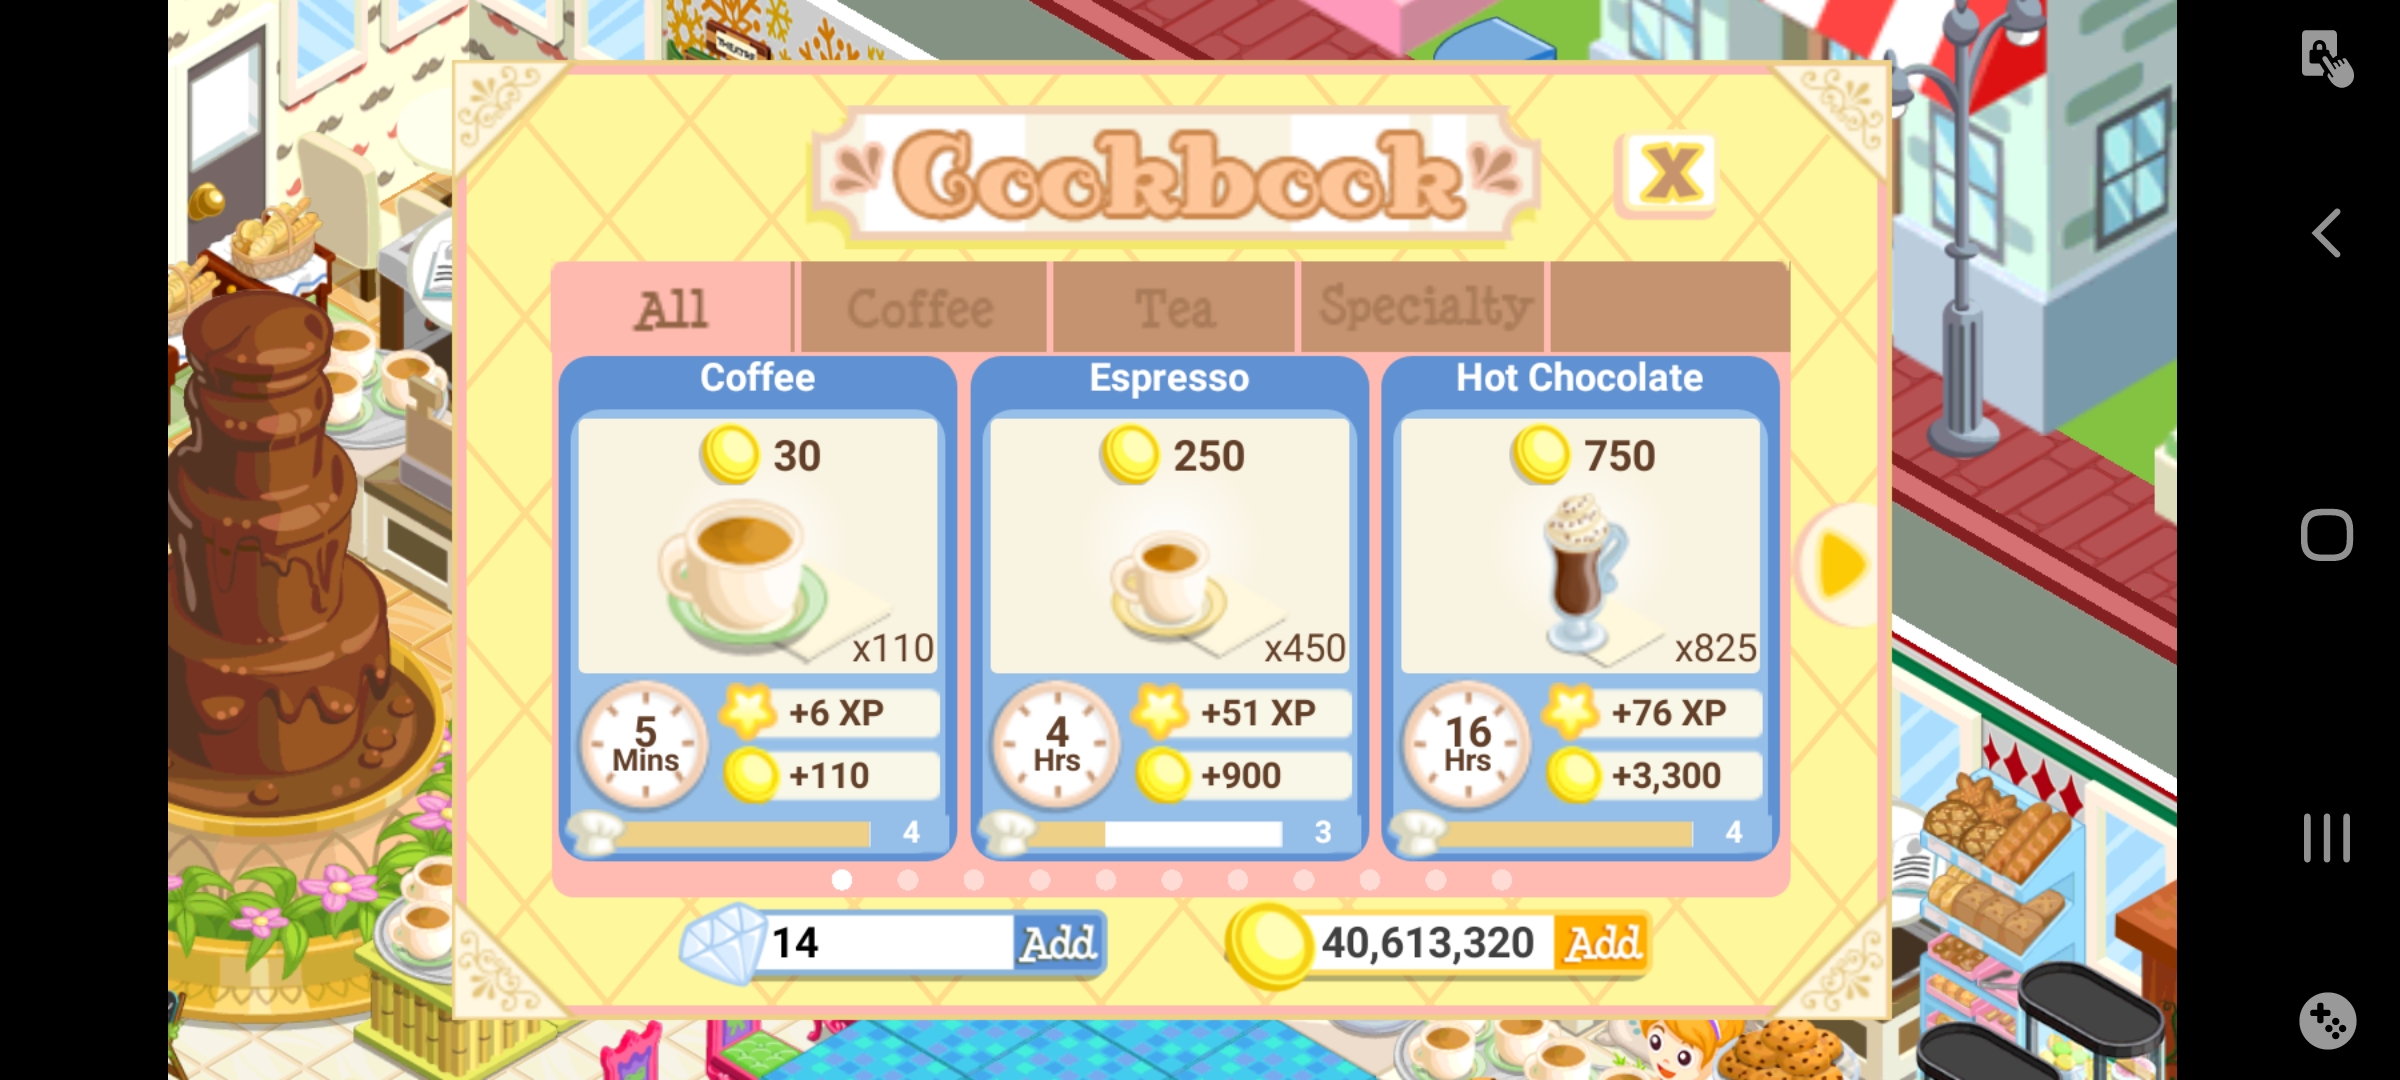 Cookbook
X
All
Coffee
Tea
Specialty
Coffee
30
x110
5
Mins
+6 XP
+110
4
Espresso
250
x450
4
Hrs
+51 XP
+900
3
Hot Chocolate
750
x825
16
Hrs
+76 XP
+3,300
4
14
Add
40,613,320
Add